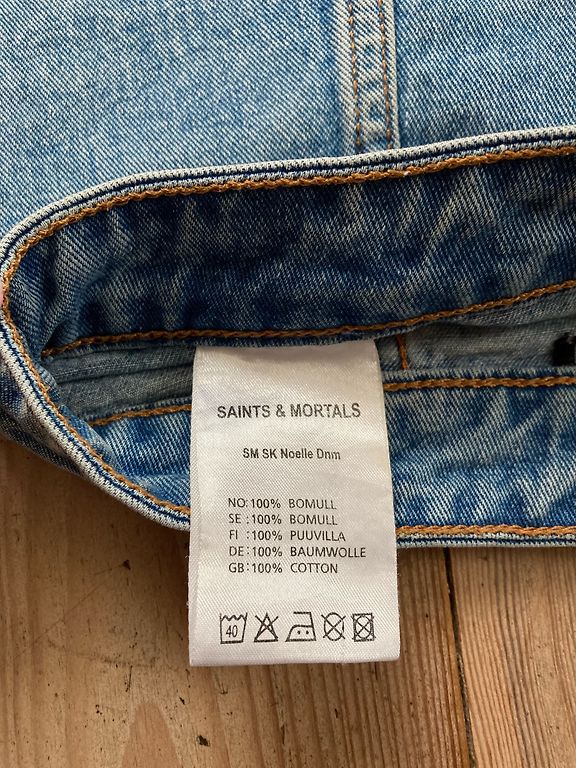 SAINTS & MORTALS
SM SK Noelle Dnm
NO:100% BOMULL
SE :100% BOMULL
FI :100% PUUVILLA
DE:100% BAUMWOLLE
GB:100% COTTON
40